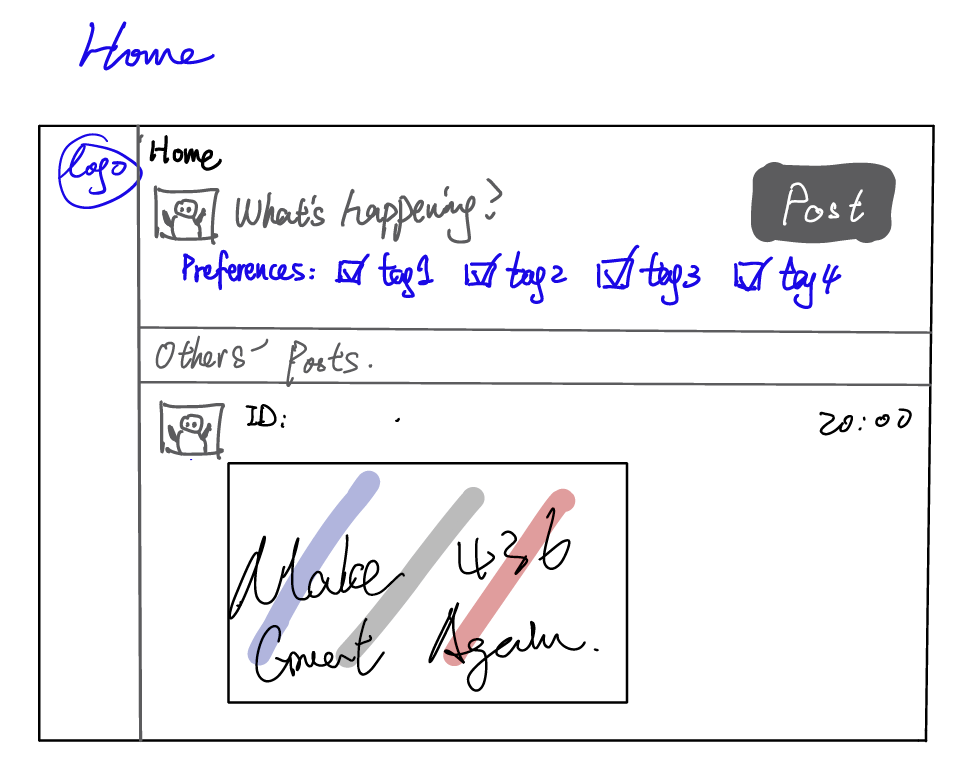 Home
logo
Home
What's happening?
Post
Preferences: tag1 tag2 tag3 tag4
Others' Posts.
ID:
20:00
Make 436
Great Again.